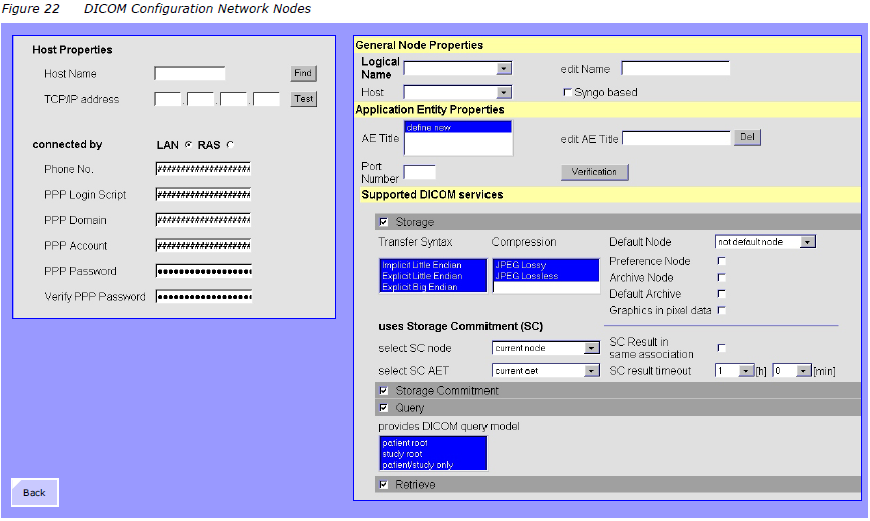 Figure 22 DICOM Configuration Network Nodes
Host Properties
Host Name
Find
TCP/IP address
. . .
Test
connected by LAN RAS
Phone No. ####################
PPP Login Script ####################
PPP Domain ####################
PPP Account ####################
PPP Password ●●●●●●●●●●●●●●●●●●
Verify PPP Password ●●●●●●●●●●●●●●●●●●
Back
General Node Properties
Logical Name
edit Name
Host
Syngo based
Application Entity Properties
AE Title
define new
edit AE Title
Del
Port Number
Verification
Supported DICOM services
Storage
Transfer Syntax
Implicit Little Endian
Explicit Little Endian
Explicit Big Endian
Compression
JPEG Lossy
JPEG Lossless
Default Node
not default node
Preference Node
Archive Node
Default Archive
Graphics in pixel data
uses Storage Commitment (SC)
select SC node
current node
SC Result in
same association
select SC AET
current aet
SC result timeout 1 [h] 0 [min]
Storage Commitment
Query
provides DICOM query model
patient root
study root
patient/study only
Retrieve